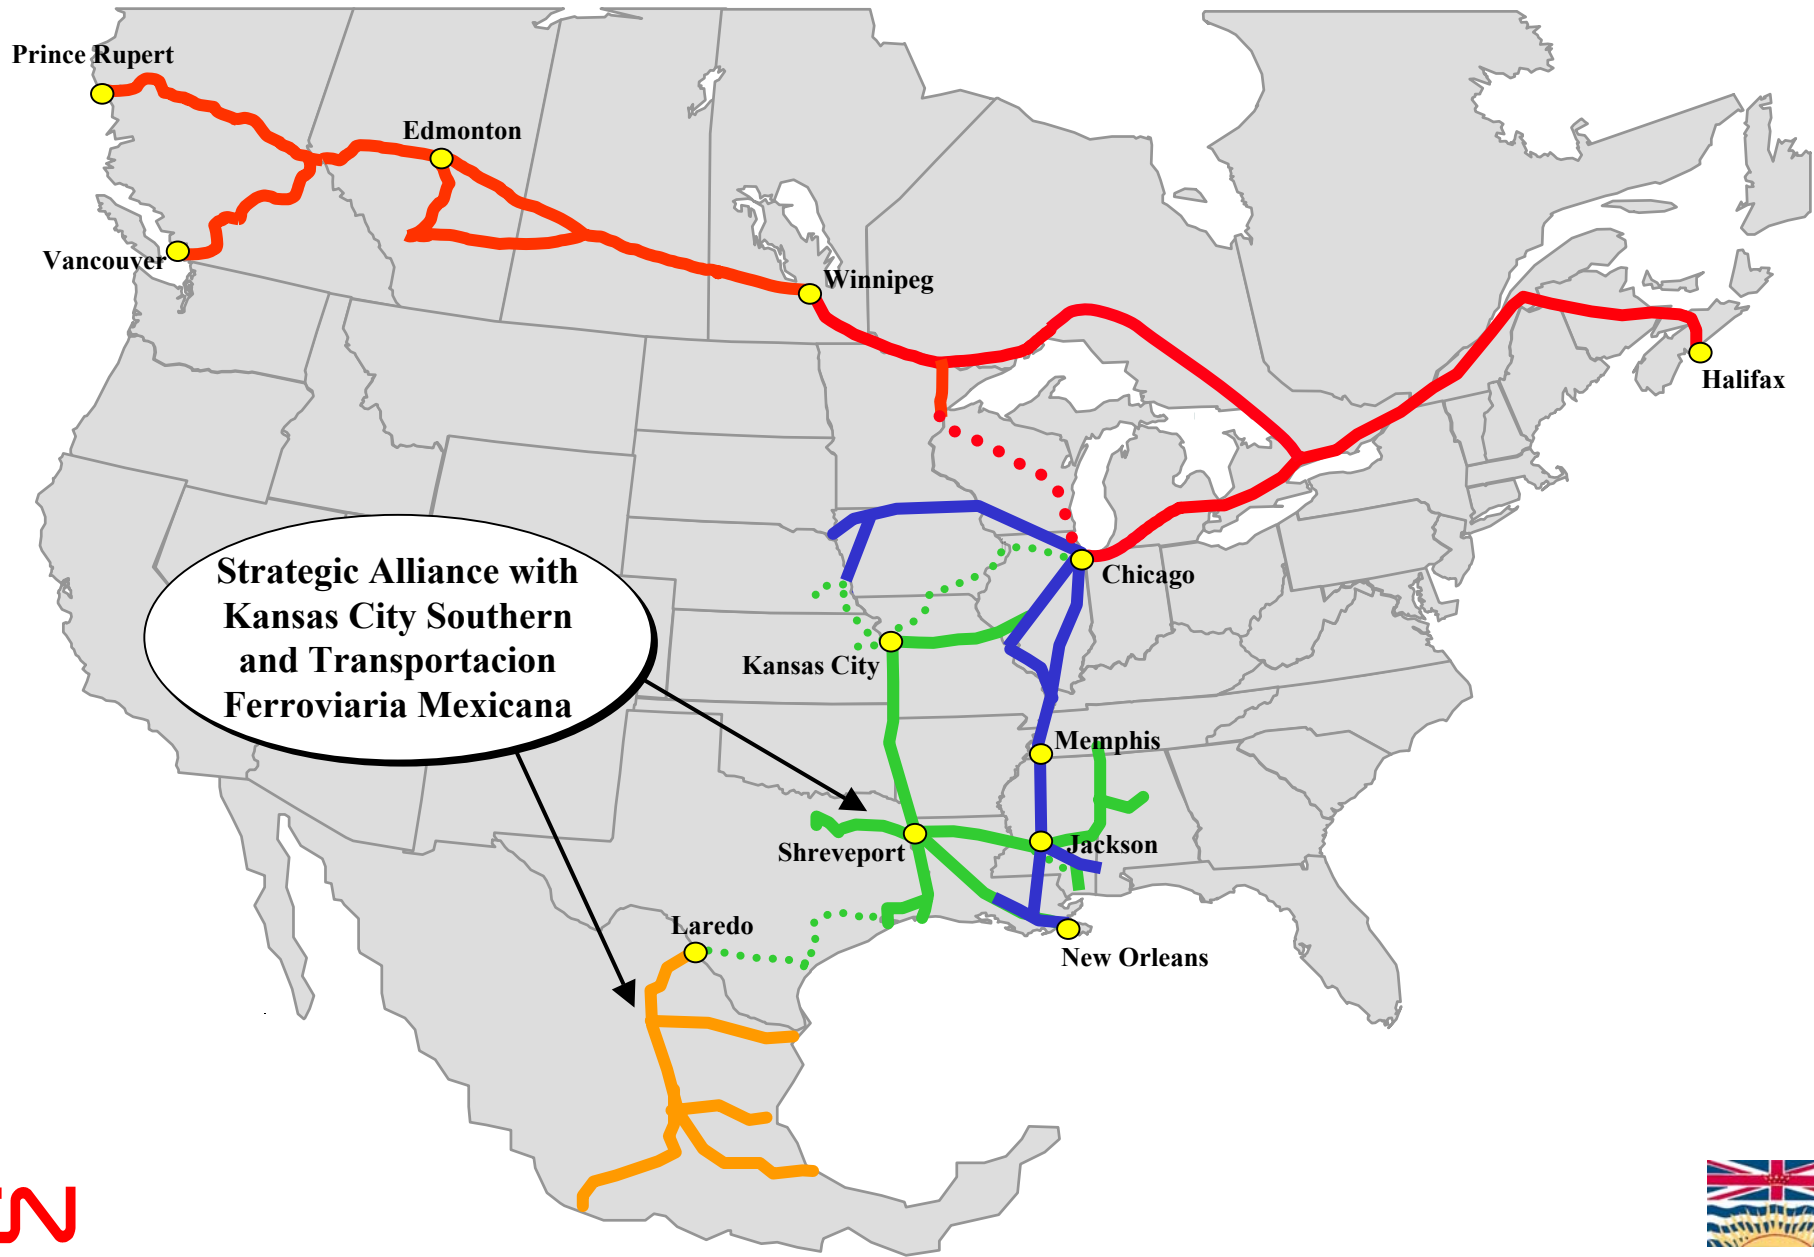 Prince Rupert
Edmonton
Vancouver
Winnipeg
Halifax
Strategic Alliance with
Kansas City Southern
and Transportacion
Ferroviaria Mexicana
Chicago
Kansas City
Memphis
Shreveport
Jackson
Laredo
New Orleans
CN